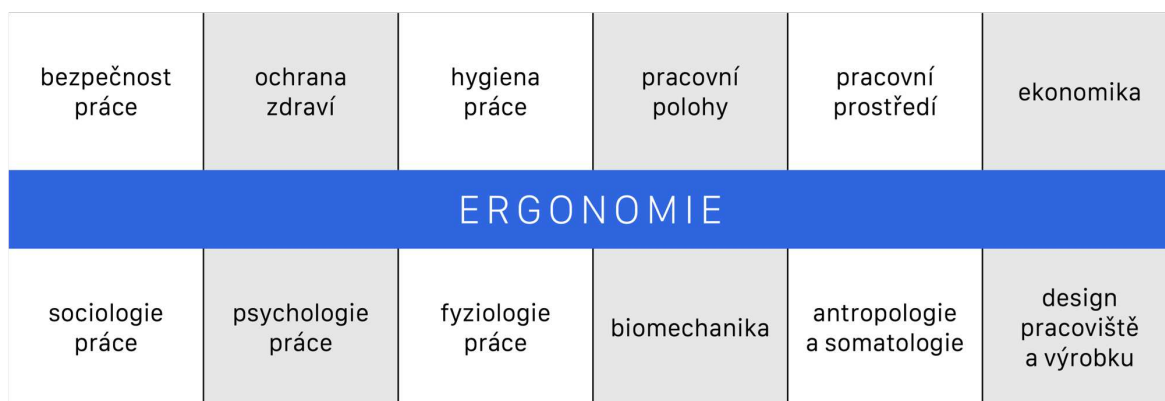 bezpečnost
práce
ochrana
zdraví
hygiena
práce
pracovní
polohy
pracovní
prostředí
ekonomika
ERGONOMIE
sociologie
práce
psychologie
práce
fyziologie
práce
biomechanika
antropologie
a somatologie
design
pracoviště
a výrobku